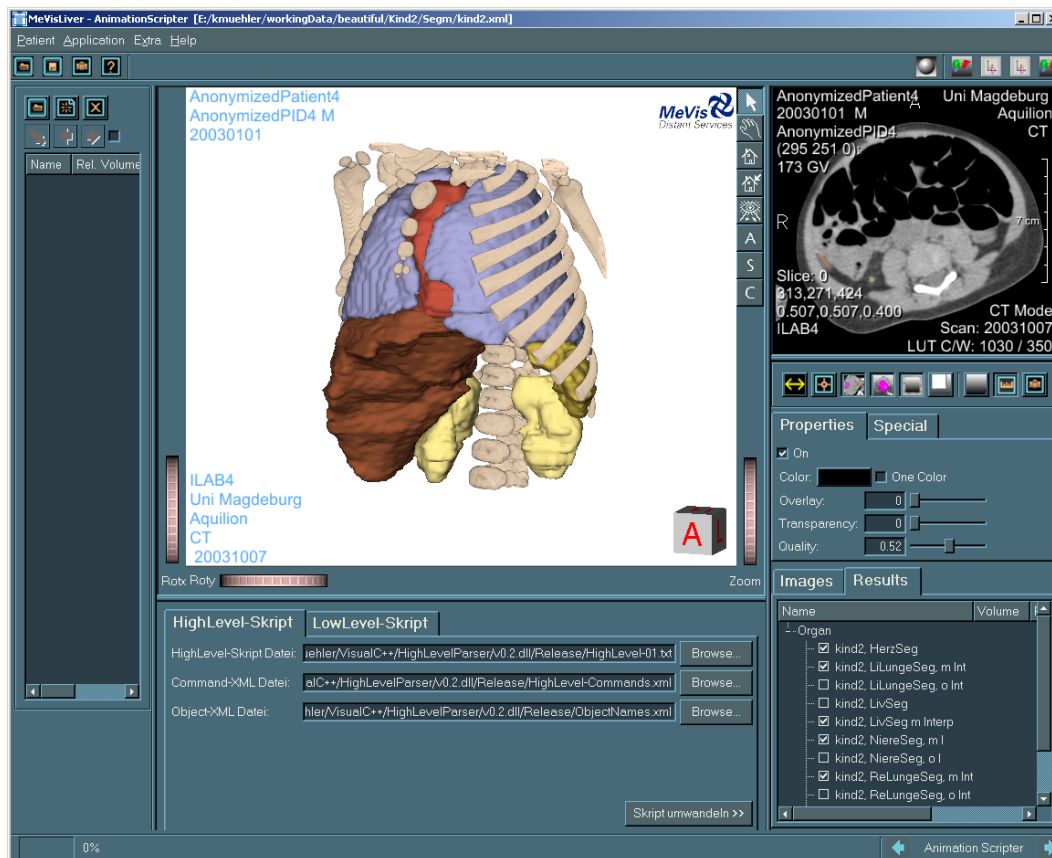 MeVisLiver - AnimationScripter [E:/kmuehler/workingData/beautiful/Kind2/Segm/kind2.xml]
Patient Application Extra Help
Name Rel. Volume
AnonymizedPatient4
AnonymizedPID4 M
20030101
MeVis
Distant Services
A
S
C
ILAB4
Uni Magdeburg
Aquilion
CT
20031007
A
L
Rotx Roty
Zoom
AnonymizedPatient4
20030101 M
AnonymizedPID4
(295 251 0)
173 GV
A
Uni Magdeburg
Aquilion
CT
R
7 cm
Slice: 0
313,271,424
0.507,0.507,0.400
ILAB4
CT Mode
Scan: 20031007
LUT C/W: 1030 / 350
Properties Special
On
Color: One Color
Overlay: 0
Transparency: 0
Quality: 0.52
Images Results
Name Volume
Organ
kind2, HerzSeg
kind2, LiLungeSeg, m Int
kind2, LiLungeSeg, o Int
kind2, LivSeg
kind2, LivSeg m Interp
kind2, NiereSeg, m I
kind2, NiereSeg, o I
kind2, ReLungeSeg, m Int
kind2, ReLungeSeg, o Int
HighLevel-Skript LowLevel-Skript
HighLevel-Skript Datei: iehler/VisualC++/HighLevelParser/v0.2.dll/Release/HighLevel-01.txt Browse...
Command-XML Datei: alC++/HighLevelParser/v0.2.dll/Release/HighLevel-Commands.xml Browse...
Object-XML Datei: hler/VisualC++/HighLevelParser/v0.2.dll/Release/ObjectNames.xml Browse...
Skript umwandeln >>
0%
Animation Scripter